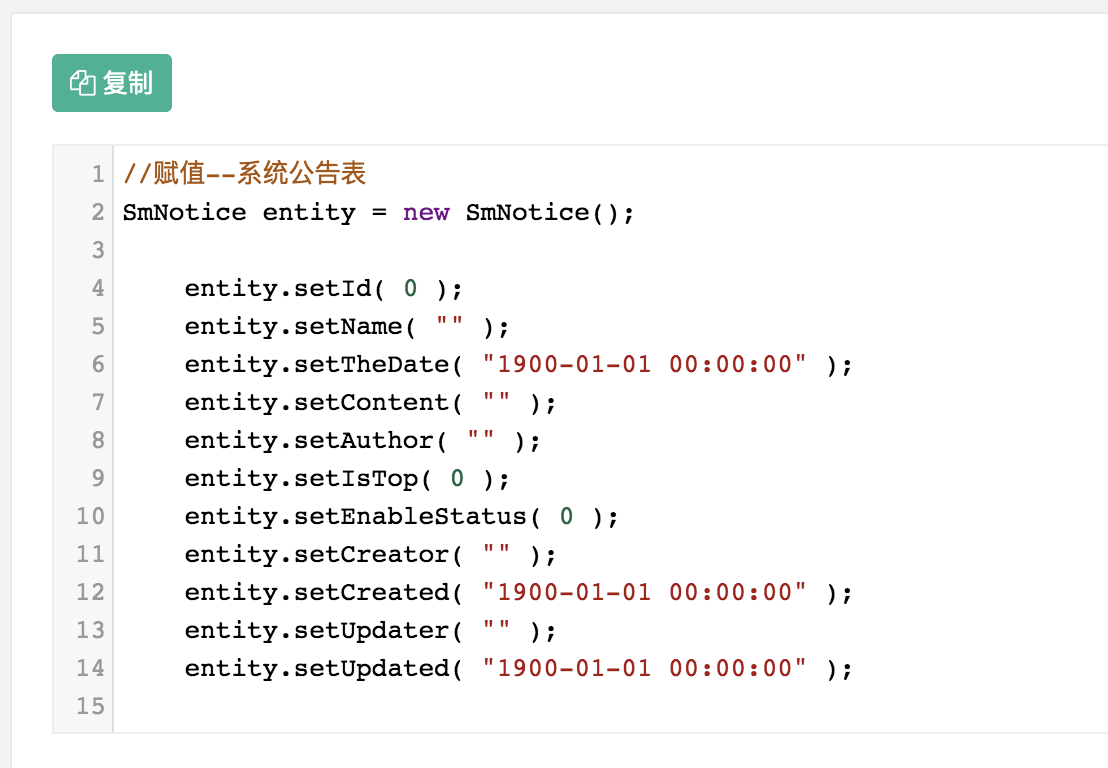 复制
1 //赋值--系统公告表
2 SmNotice entity = new SmNotice();
3
4 entity.setId( 0 );
5 entity.setName( "" );
6 entity.setTheDate( "1900-01-01 00:00:00" );
7 entity.setContent( "" );
8 entity.setAuthor( "" );
9 entity.setIsTop( 0 );
10 entity.setEnableStatus( 0 );
11 entity.setCreator( "" );
12 entity.setCreated( "1900-01-01 00:00:00" );
13 entity.setUpdater( "" );
14 entity.setUpdated( "1900-01-01 00:00:00" );
15